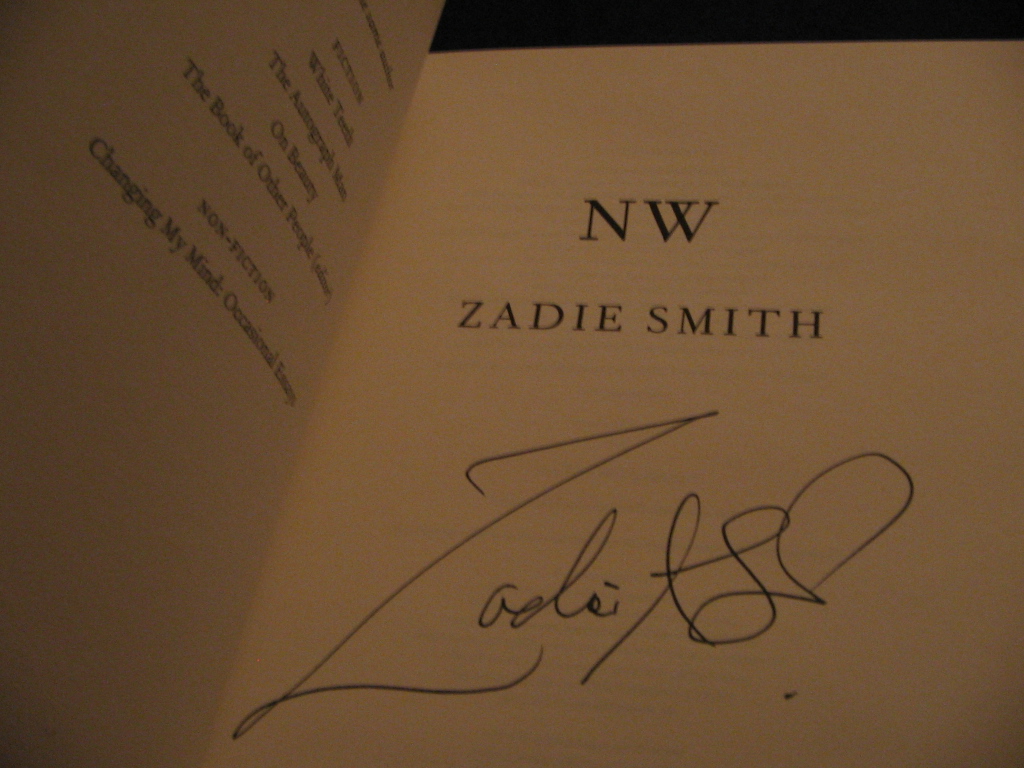 FICTION
White Teeth
The Autograph Man
On Beauty
The Book of Other People (editor)
NON-FICTION
Changing My Mind: Occasional Essays
NW
ZADIE SMITH
Zadie